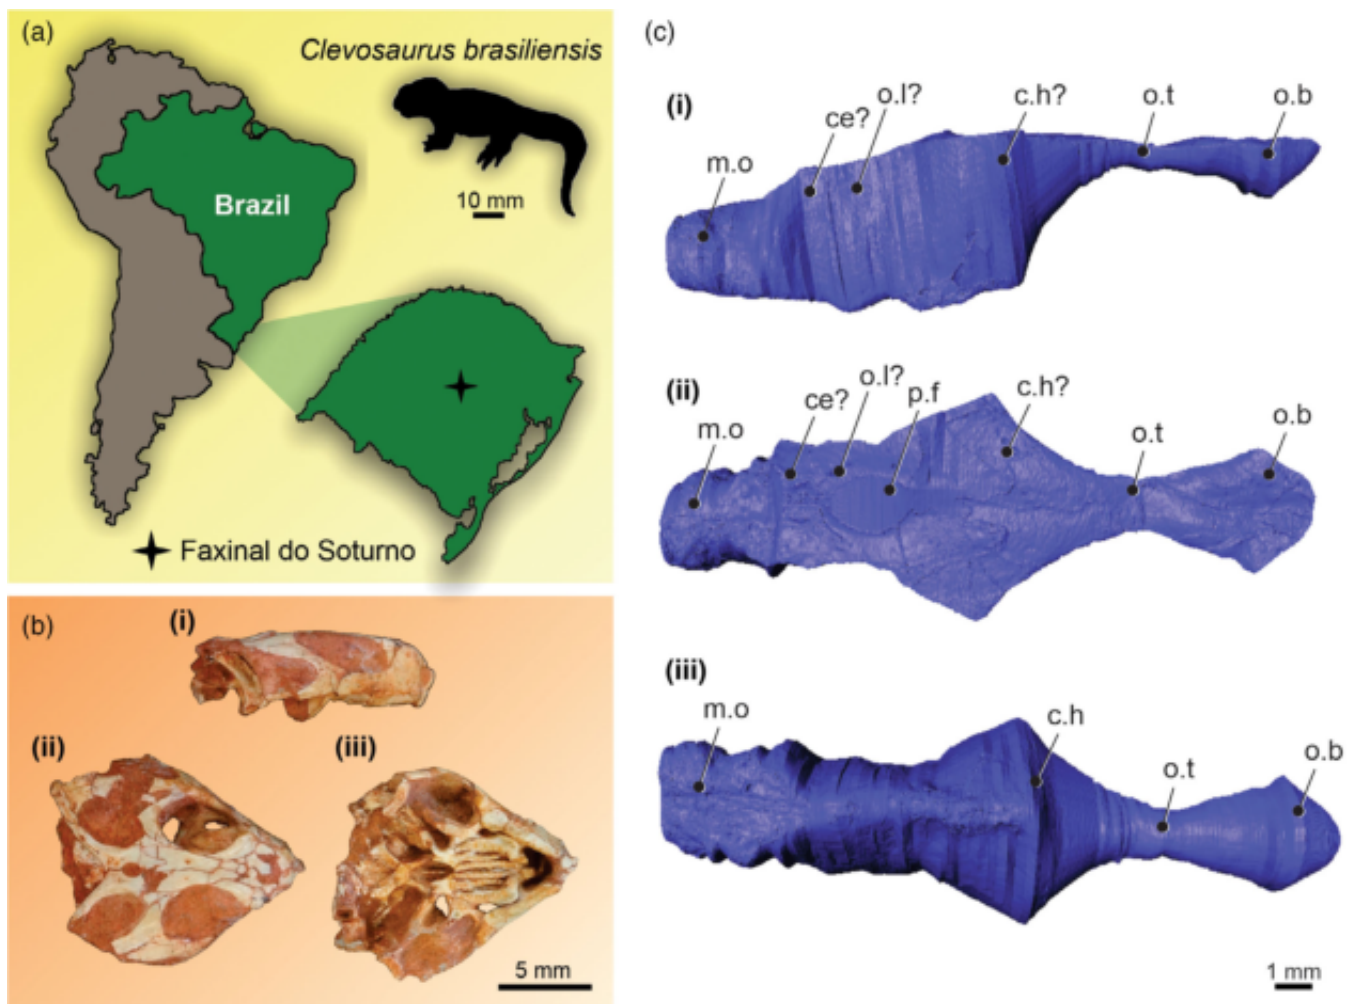 (a)
Clevosaurus brasiliensis
10 mm
Brazil
Faxinal do Soturno
(b)
(i)
(ii)
(iii)
5 mm
(c)
(i)
m.o
ce?
o.l?
c.h?
o.t
o.b
(ii)
m.o
ce?
o.l?
p.f
c.h?
o.t
o.b
(iii)
m.o
c.h
o.t
o.b
1 mm